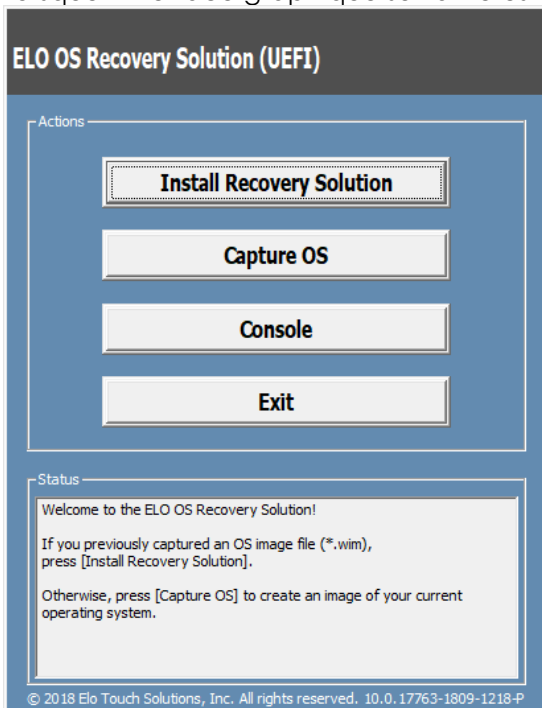 ELO OS Recovery Solution (UEFI)
Actions
Install Recovery Solution
Capture OS
Console
Exit
Status
Welcome to the ELO OS Recovery Solution!
If you previously captured an OS image file (*.wim),
press [Install Recovery Solution].
Otherwise, press [Capture OS] to create an image of your current
operating system.
© 2018 Elo Touch Solutions, Inc. All rights reserved. 10.0.17763-1809-1218-P